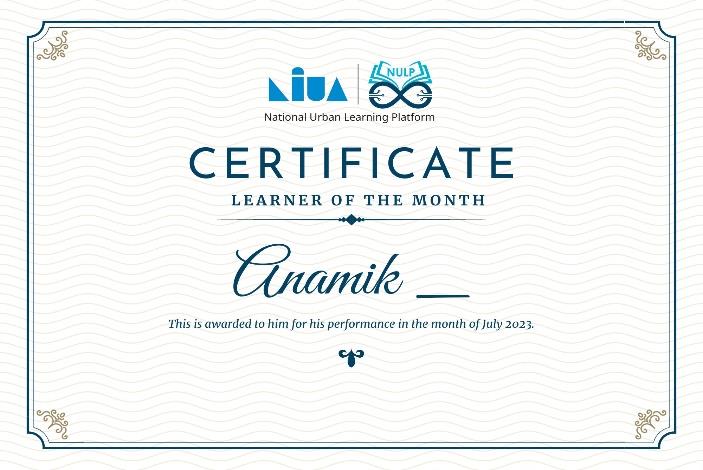 NIUA
NULP
National Urban Learning Platform
CERTIFICATE
LEARNER OF THE MONTH
Anamik __
This is awarded to him for his performance in the month of July 2023.